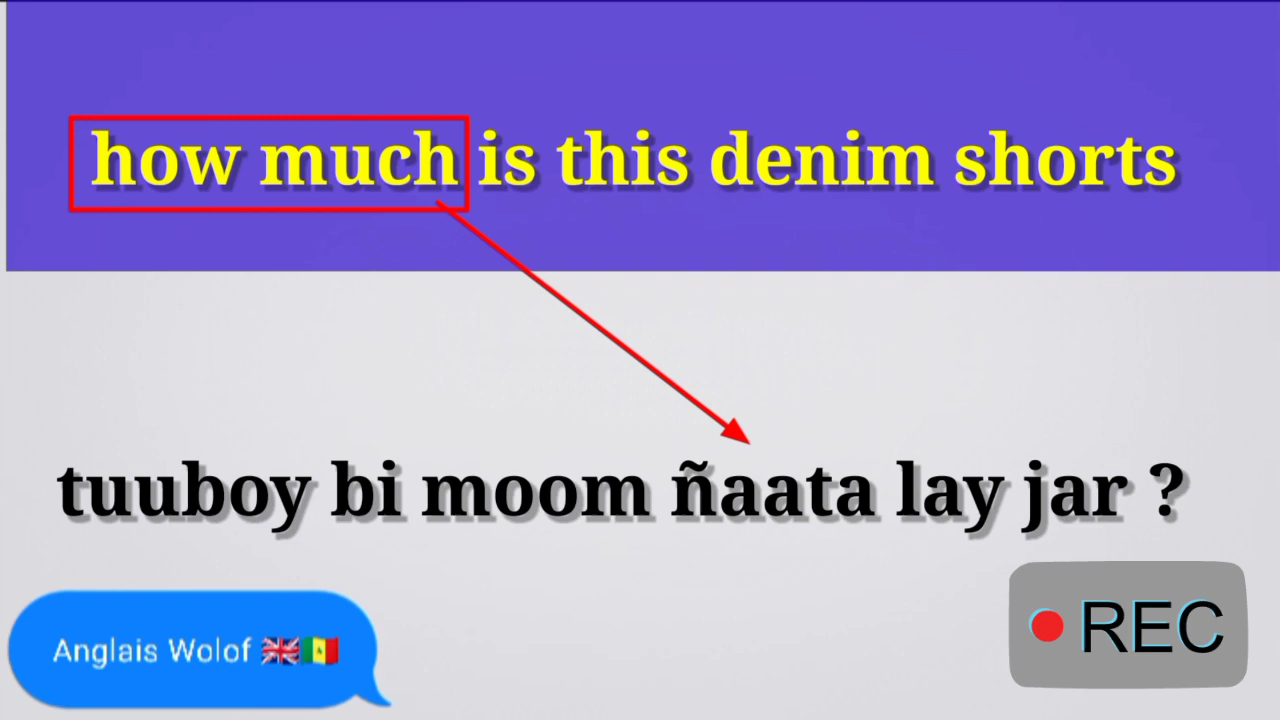 how much is this denim shorts
tuuboy bi moom ñaata lay jar ?
Anglais Wolof 🇬🇧🇸🇳
REC